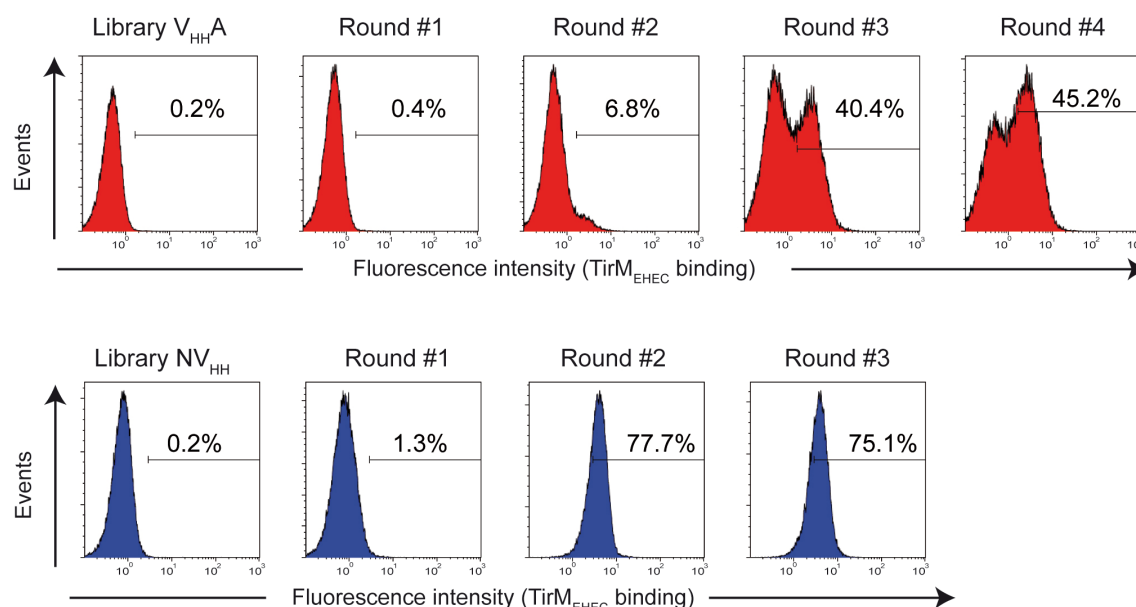 Library VHHA Round #1 Round #2 Round #3 Round #4
Events
0.2% 0.4% 6.8% 40.4% 45.2%
10⁰ 10¹ 10² 10³ 10⁰ 10¹ 10² 10³ 10⁰ 10¹ 10² 10³ 10⁰ 10¹ 10² 10³ 10⁰ 10¹ 10² 10³
Fluorescence intensity (TirMEHEC binding)
Library NVHH Round #1 Round #2 Round #3
Events
0.2% 1.3% 77.7% 75.1%
10⁰ 10¹ 10² 10³ 10⁰ 10¹ 10² 10³ 10⁰ 10¹ 10² 10³ 10⁰ 10¹ 10² 10³
Fluorescence intensity (TirMEHEC binding)